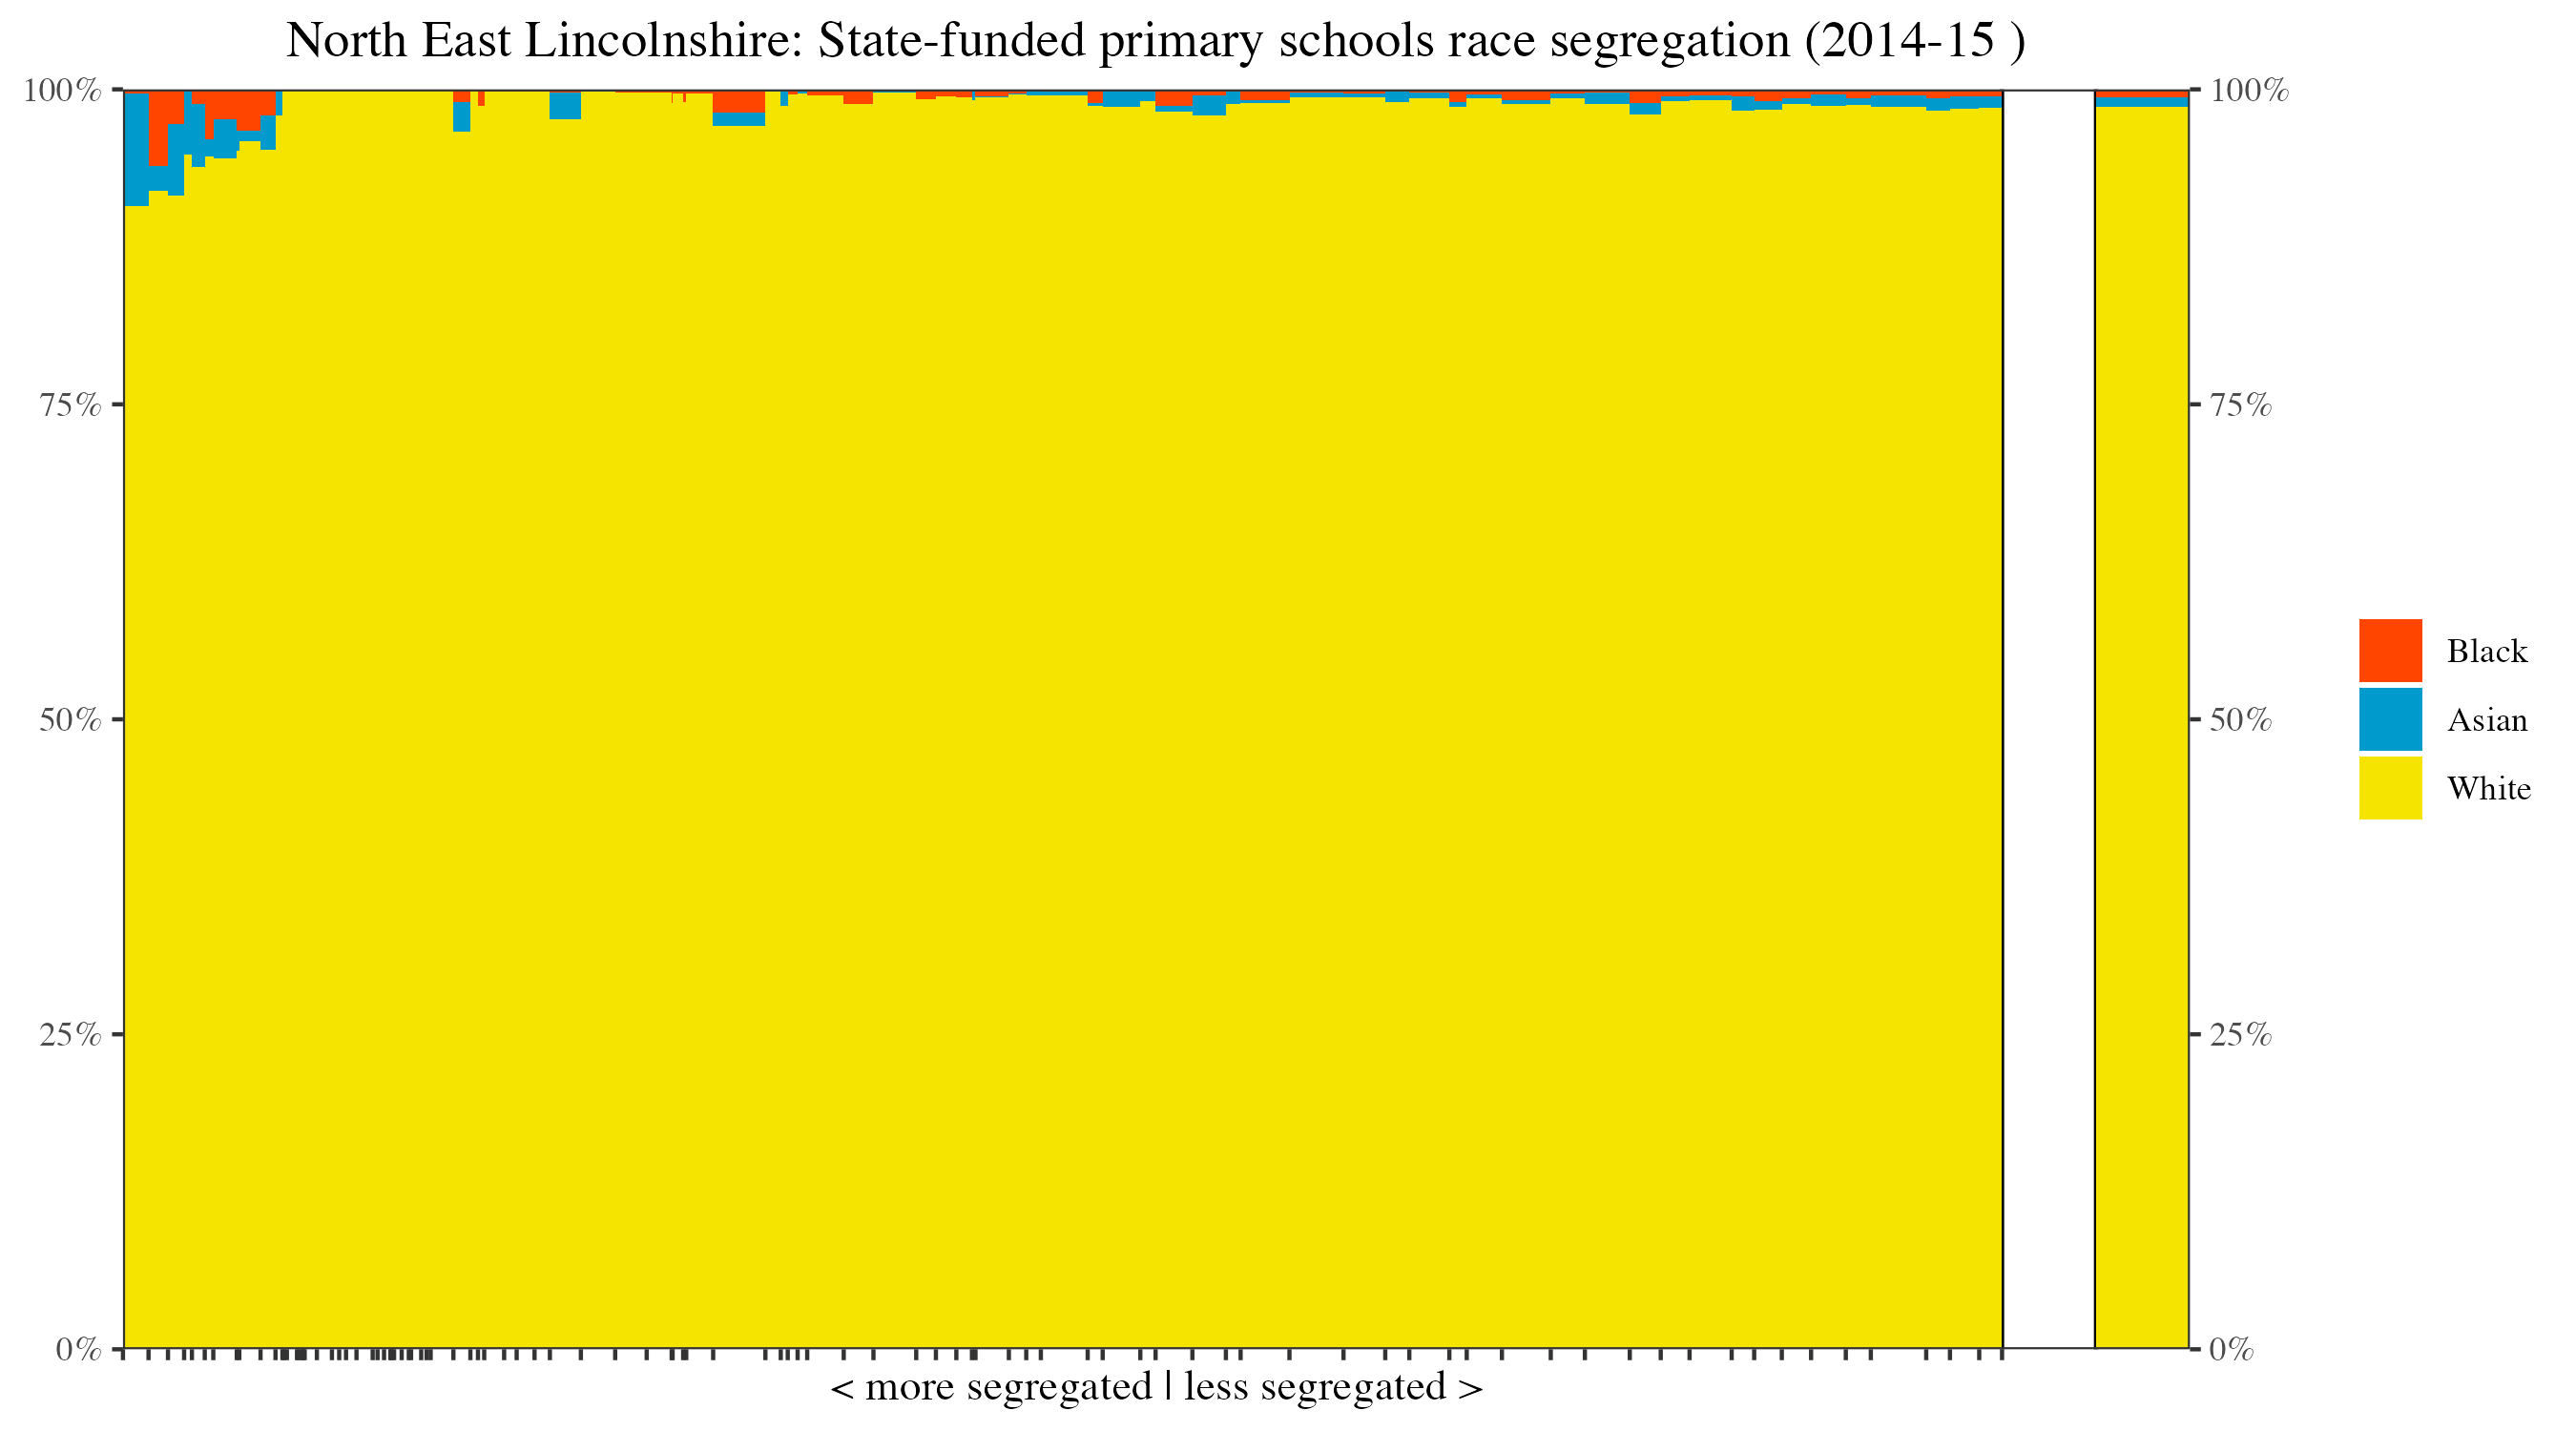 North East Lincolnshire: State-funded primary schools race segregation (2014-15 )
100%
75%
50%
25%
0%
100%
75%
50%
25%
0%
Black
Asian
White
< more segregated | less segregated >